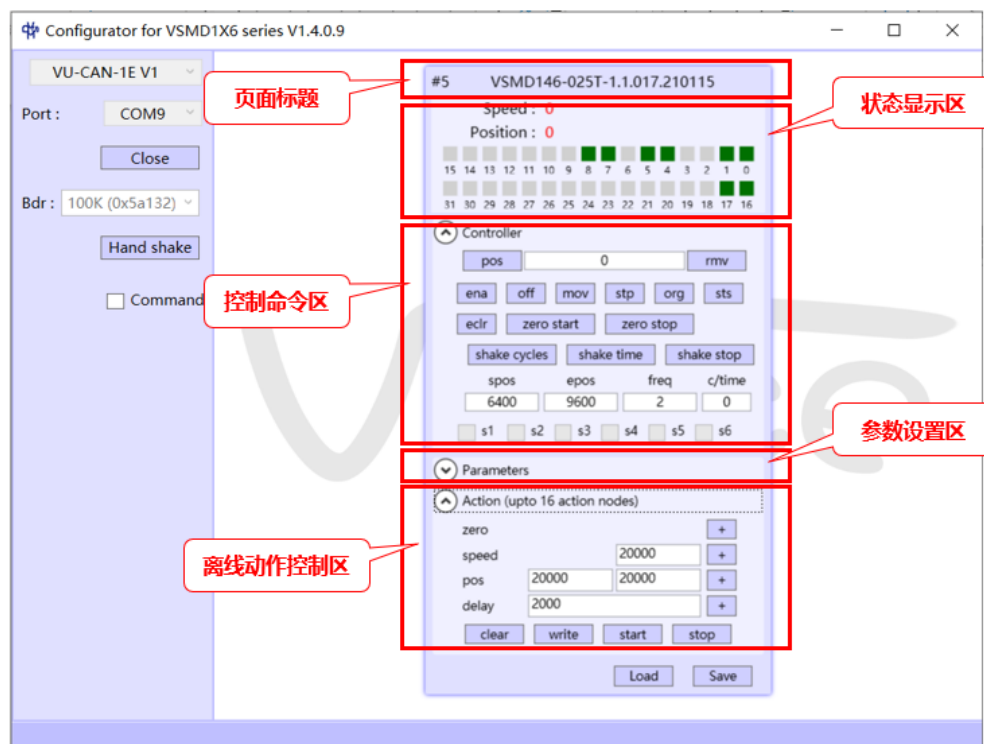 Configurator for VSMD1X6 series V1.4.0.9
VU-CAN-1E V1
Port :
COM9
Close
Bdr :
100K (0x5a132)
Hand shake
Command
页面标题
#5 VSMD146-025T-1.1.017.210115
状态显示区
Speed : 0
Position : 0
15 14 13 12 11 10 9 8 7 6 5 4 3 2 1 0
31 30 29 28 27 26 25 24 23 22 21 20 19 18 17 16
控制命令区
Controller
pos 0 rmv
ena off mov stp org sts
eclr zero start zero stop
shake cycles shake time shake stop
spos epos freq c/time
6400 9600 2 0
s1 s2 s3 s4 s5 s6
参数设置区
Parameters
离线动作控制区
Action (upto 16 action nodes)
zero +
speed 20000 +
pos 20000 20000 +
delay 2000 +
clear write start stop
Load Save